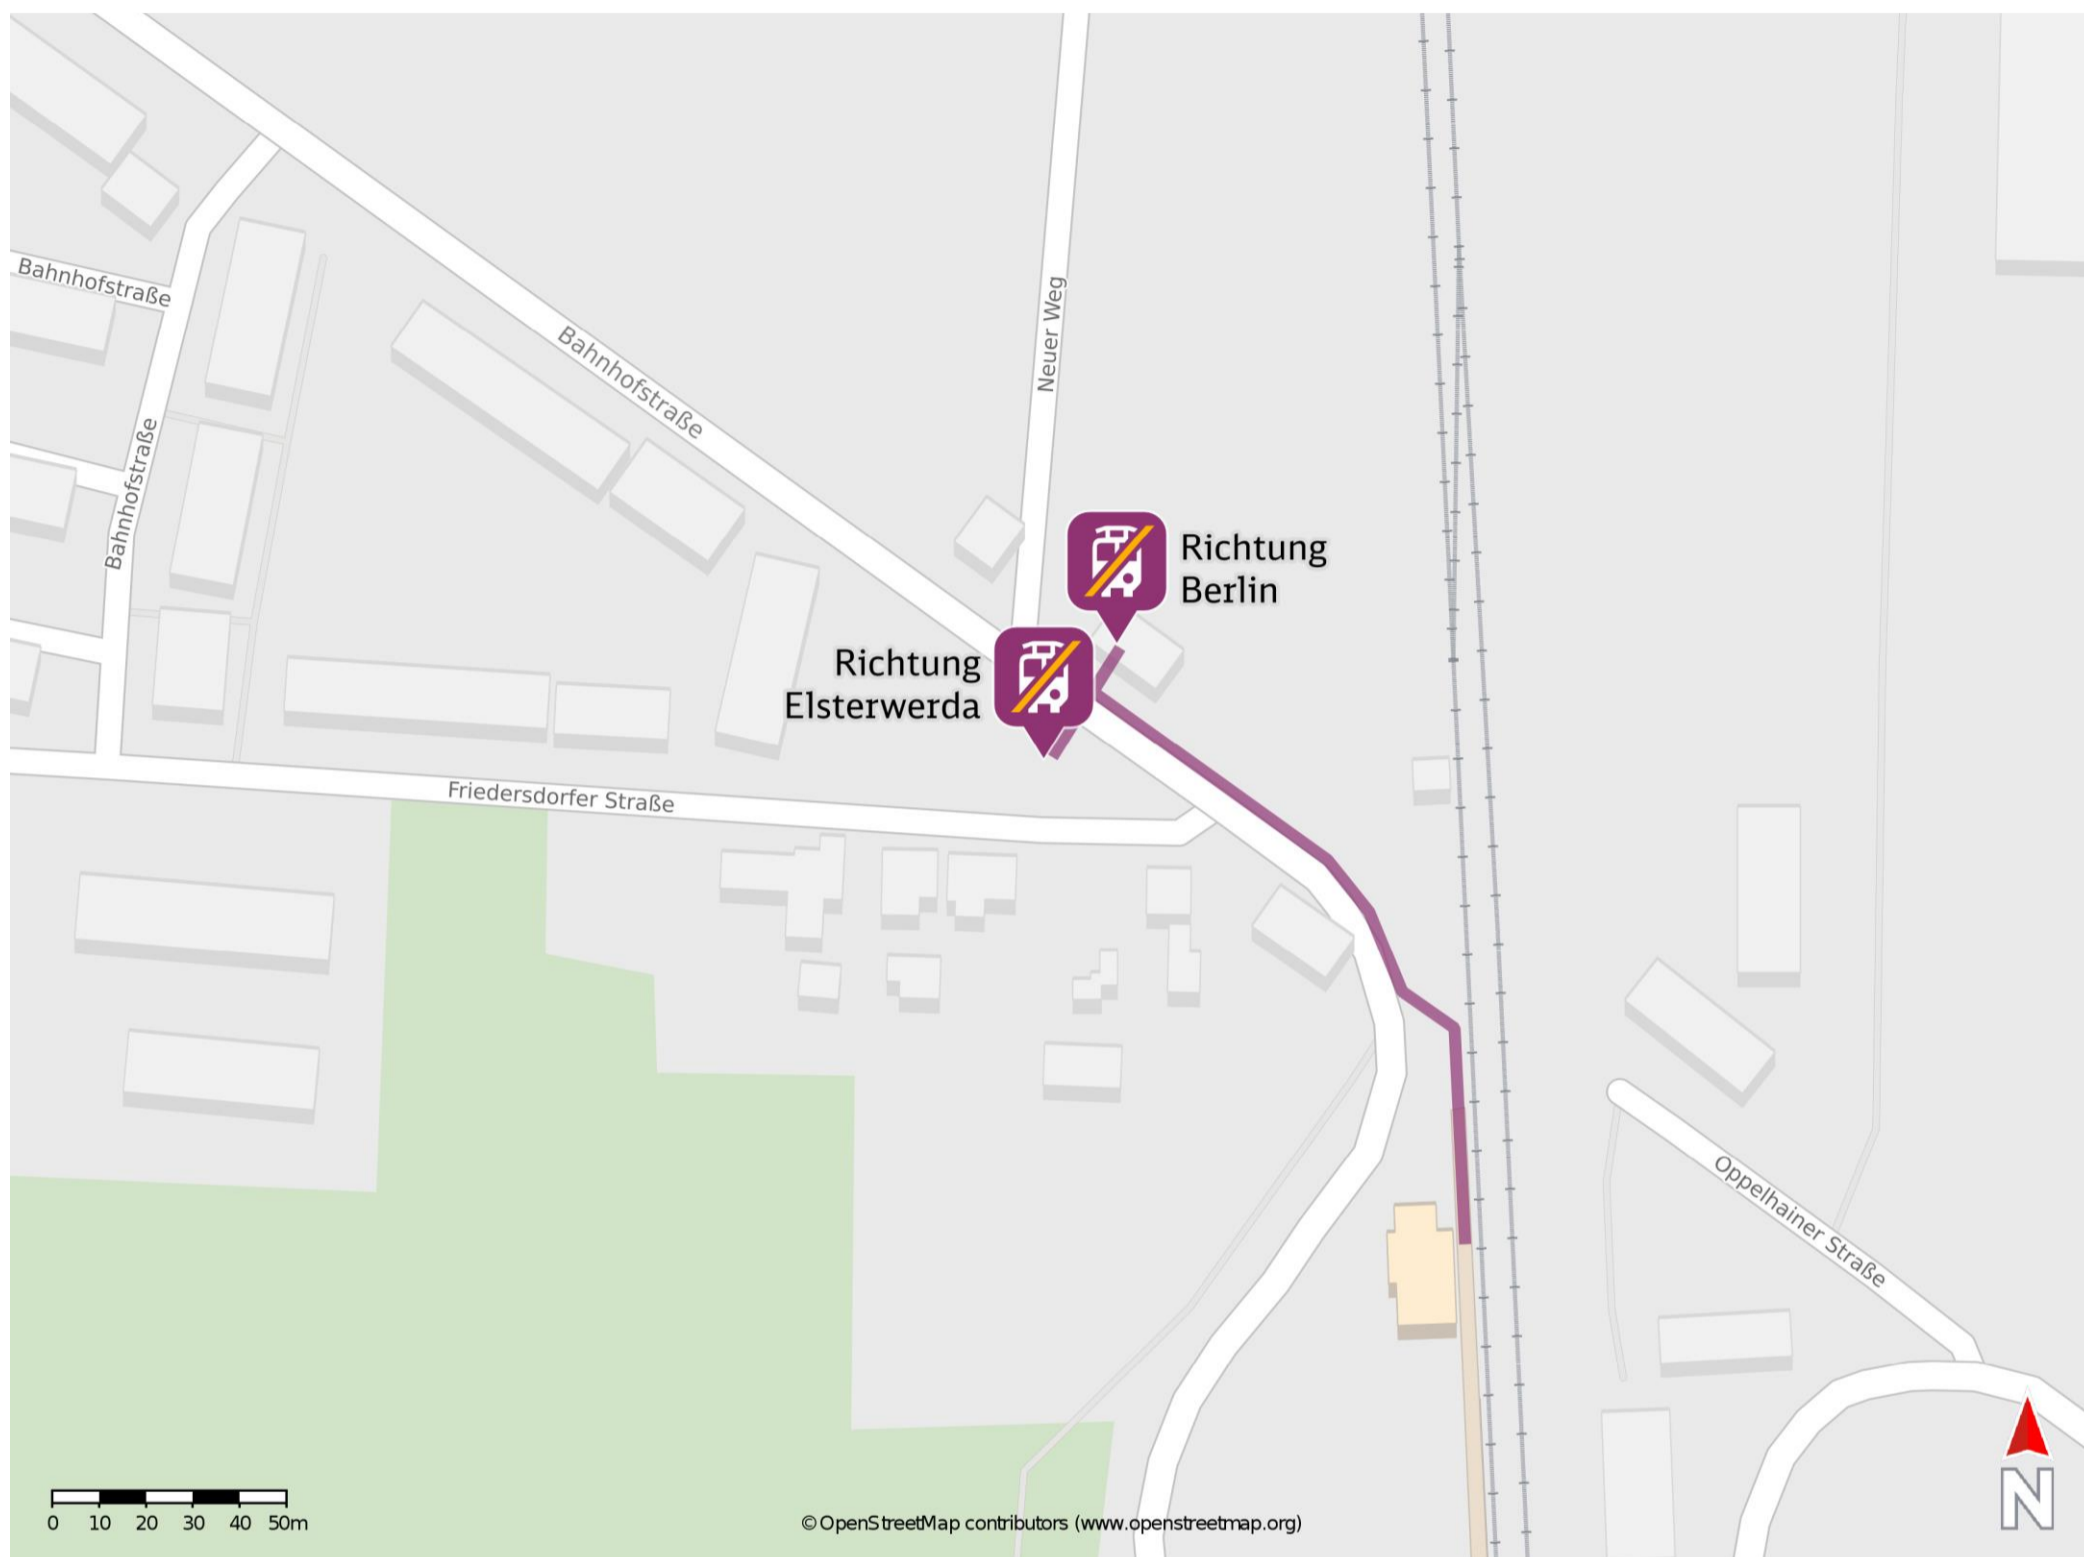 Bahnhofstraße
Neuer Weg
Bahnhofstraße
Bahnhofstraße
Richtung
Berlin
Richtung
Elsterwerda
Friedersdorfer Straße
Oppelhainer Straße
0 10 20 30 40 50m
© OpenStreetMap contributors (www.openstreetmap.org)
N